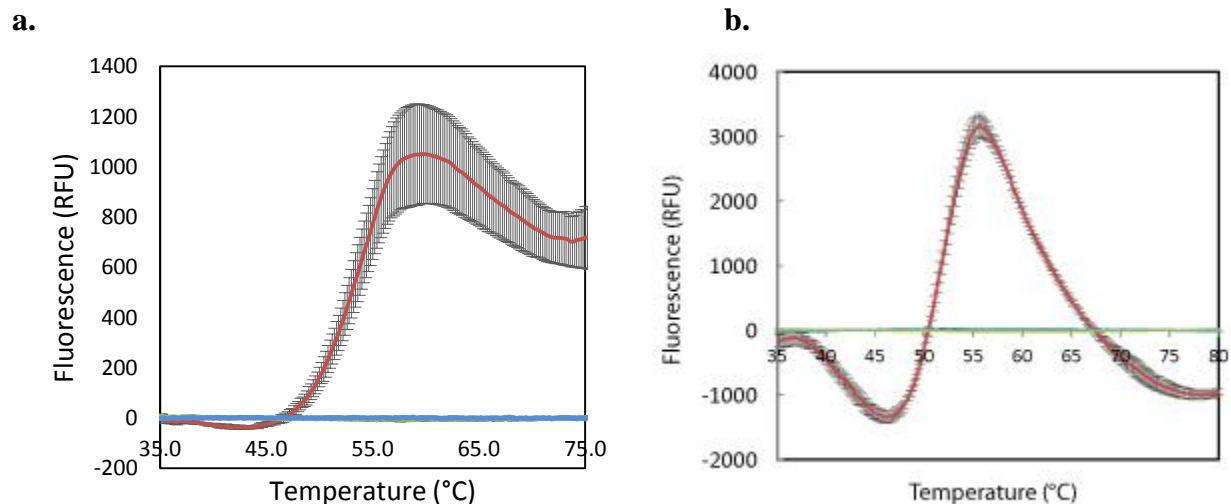 a.
1400
1200
1000
800
600
400
200
0
-200
35.0 45.0 55.0 65.0 75.0
Fluorescence (RFU)
Temperature (°C)
b.
4000
3000
2000
1000
0
-1000
-2000
35 40 45 50 55 60 65 70 75 80
Fluorescence (RFU)
Temperature (°C)